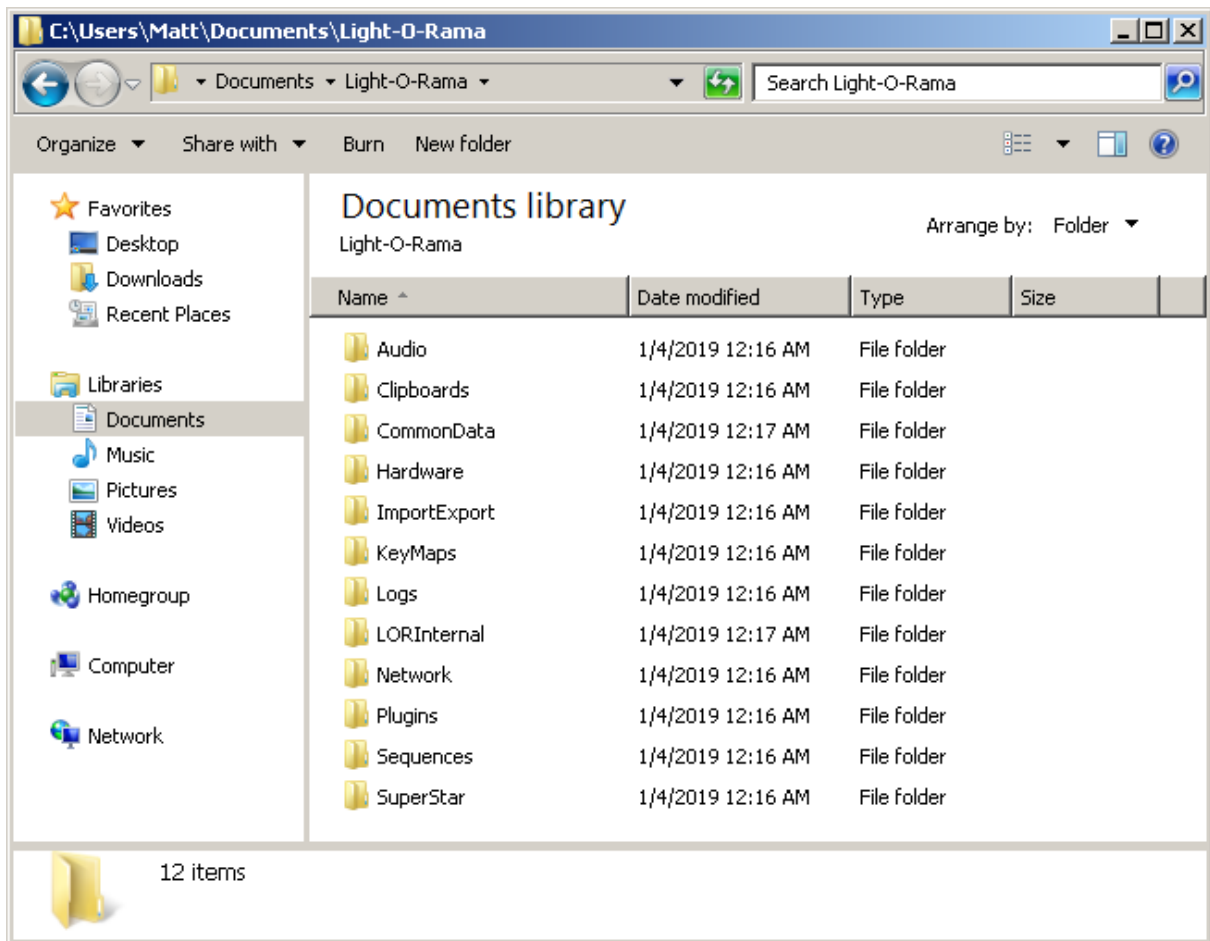 C:\Users\Matt\Documents\Light-O-Rama
Documents Light-O-Rama Search Light-O-Rama
Organize Share with Burn New folder
Favorites
Desktop
Downloads
Recent Places
Libraries
Documents
Music
Pictures
Videos
Homegroup
Computer
Network
Documents library
Light-O-Rama
Arrange by: Folder
Name Date modified Type Size
Audio 1/4/2019 12:16 AM File folder
Clipboards 1/4/2019 12:16 AM File folder
CommonData 1/4/2019 12:17 AM File folder
Hardware 1/4/2019 12:16 AM File folder
ImportExport 1/4/2019 12:16 AM File folder
KeyMaps 1/4/2019 12:16 AM File folder
Logs 1/4/2019 12:16 AM File folder
LORInternal 1/4/2019 12:17 AM File folder
Network 1/4/2019 12:16 AM File folder
Plugins 1/4/2019 12:16 AM File folder
Sequences 1/4/2019 12:16 AM File folder
SuperStar 1/4/2019 12:16 AM File folder
12 items